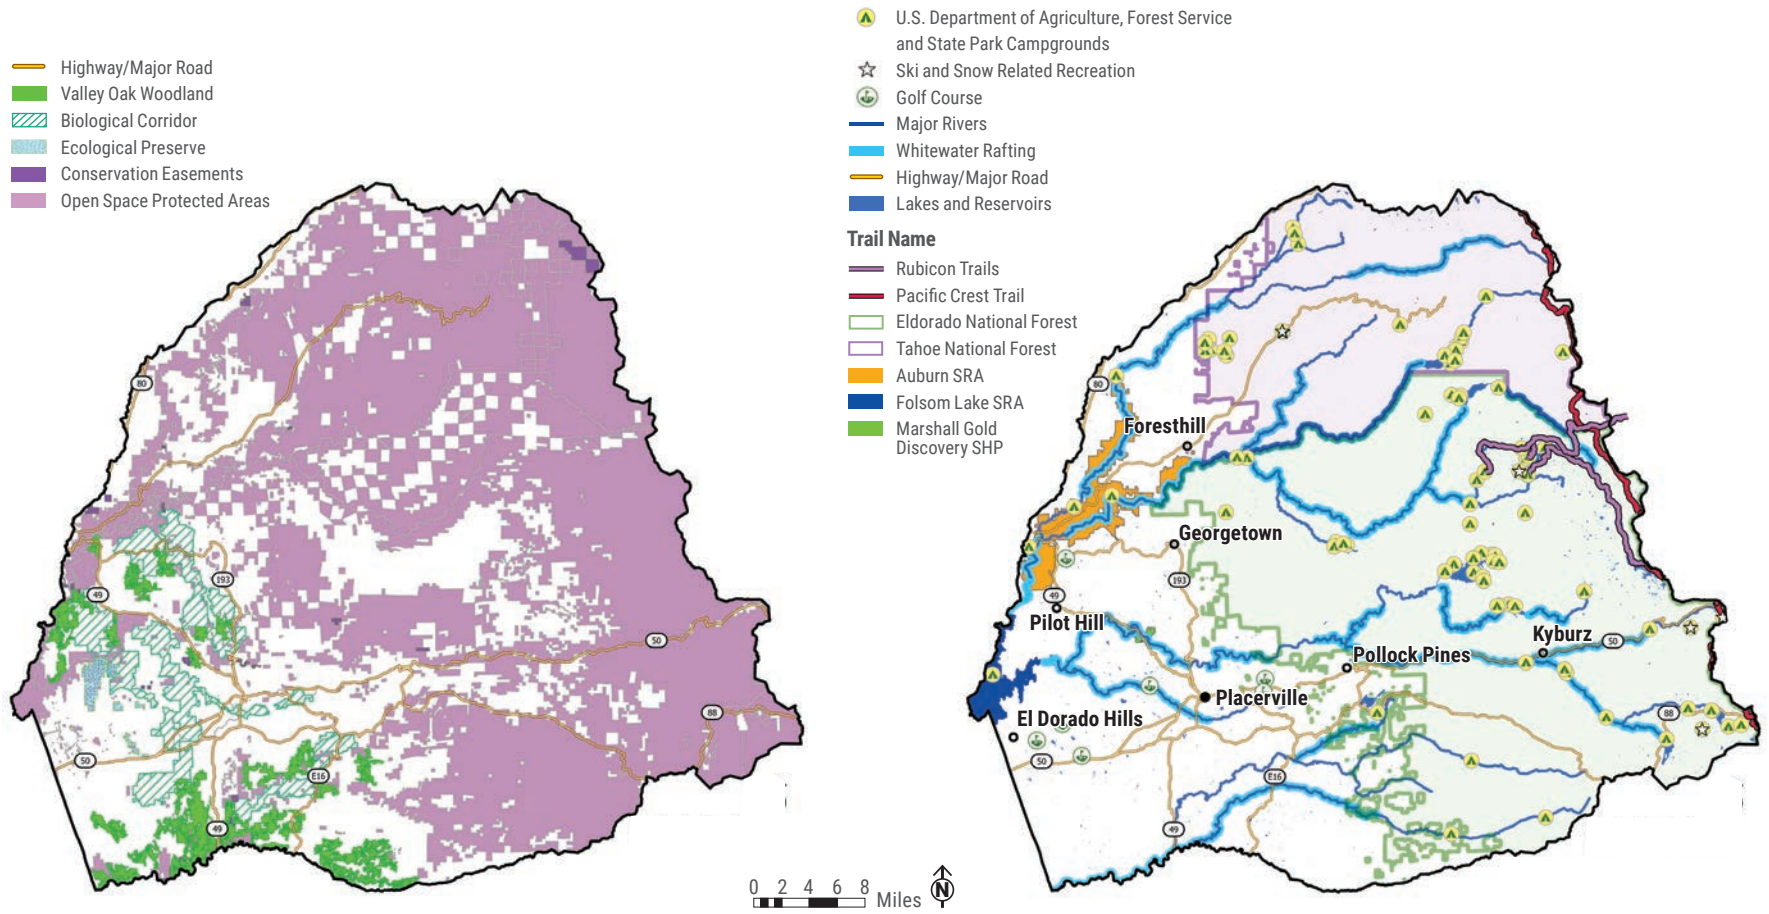 Highway/Major Road
Valley Oak Woodland
Biological Corridor
Ecological Preserve
Conservation Easements
Open Space Protected Areas
80
193
49
50
88
50
E16
49
0 2 4 6 8
Miles
N
U.S. Department of Agriculture, Forest Service
and State Park Campgrounds
Ski and Snow Related Recreation
Golf Course
Major Rivers
Whitewater Rafting
Highway/Major Road
Lakes and Reservoirs
Trail Name
Rubicon Trails
Pacific Crest Trail
Eldorado National Forest
Tahoe National Forest
Auburn SRA
Folsom Lake SRA
Marshall Gold
Discovery SHP
80
Foresthill
Georgetown
193
49
Pilot Hill
Kyburz
50
Pollock Pines
Placerville
El Dorado Hills
88
50
E16
49